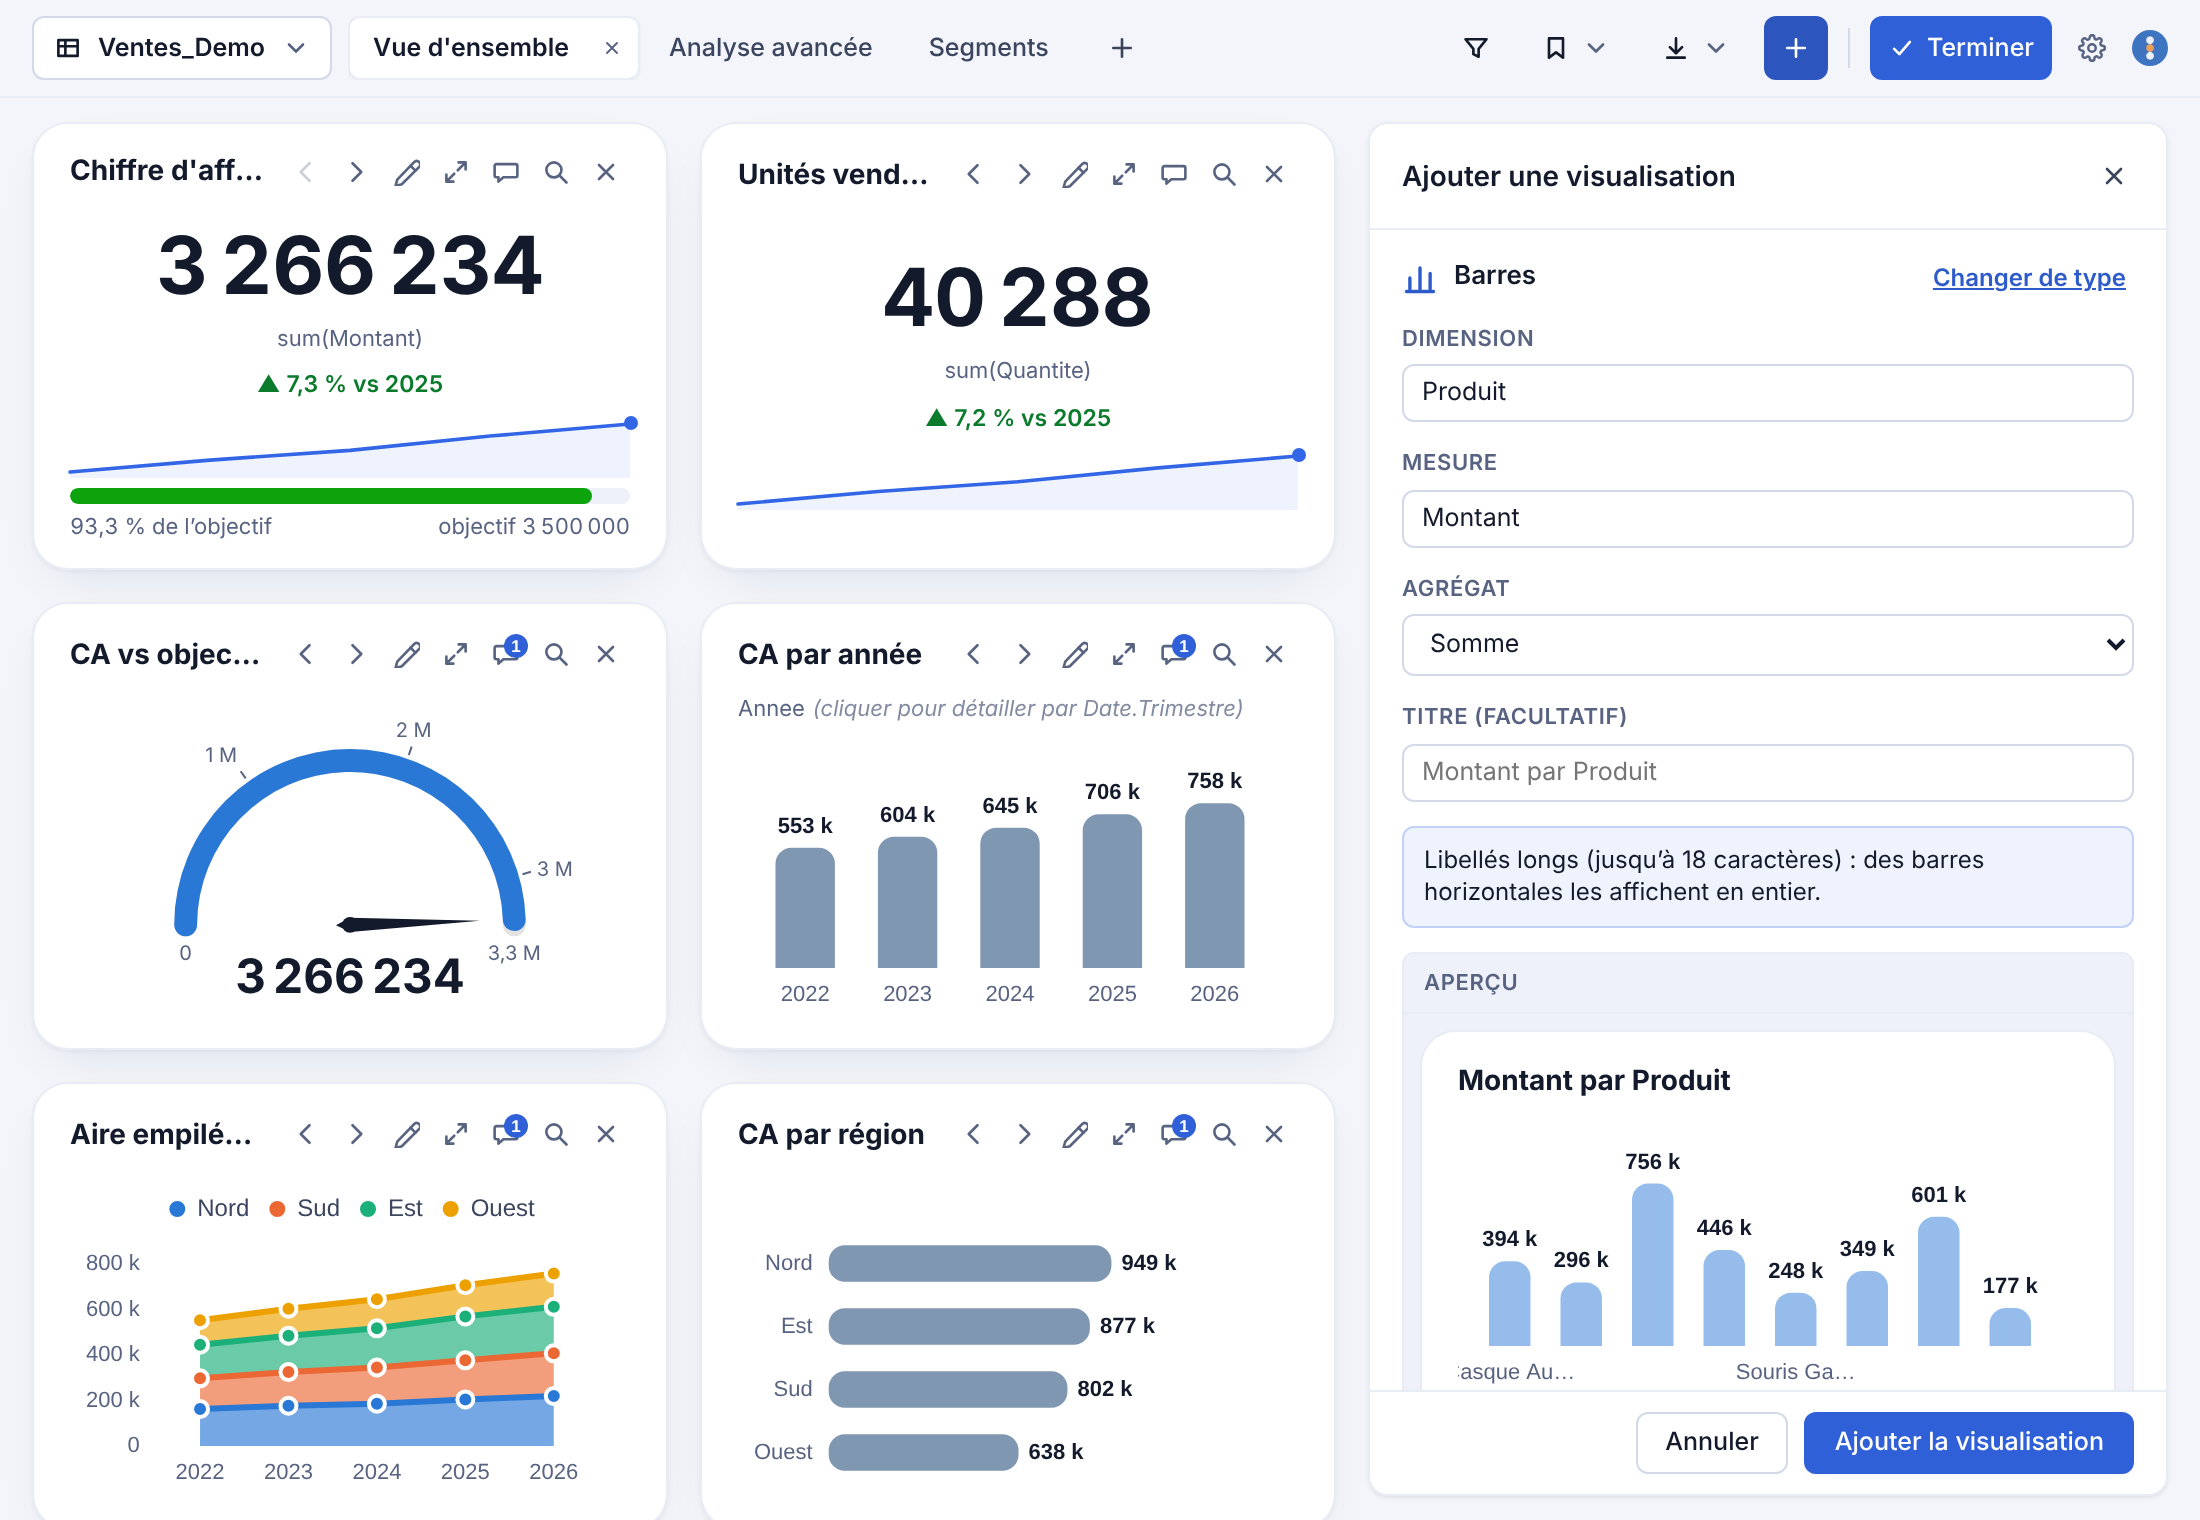 Ventes_Demo
Vue d'ensemble
Analyse avancée
Segments
Terminer
Chiffre d'aff…
3 266 234
sum(Montant)
▲ 7,3 % vs 2025
93,3 % de l’objectif
objectif 3 500 000
Unités vend…
40 288
sum(Quantite)
▲ 7,2 % vs 2025
CA vs objec…
1
0
1 M
2 M
3 M
3,3 M
3 266 234
CA par année
1
Annee (cliquer pour détailler par Date.Trimestre)
553 k
604 k
645 k
706 k
758 k
2022
2023
2024
2025
2026
Aire empilé…
1
Nord
Sud
Est
Ouest
800 k
600 k
400 k
200 k
0
2022
2023
2024
2025
2026
CA par région
1
Nord
949 k
Est
877 k
Sud
802 k
Ouest
638 k
Ajouter une visualisation
Barres
Changer de type
DIMENSION
Produit
MESURE
Montant
AGRÉGAT
Somme
TITRE (FACULTATIF)
Montant par Produit
Libellés longs (jusqu’à 18 caractères) : des barres
horizontales les affichent en entier.
APERÇU
Montant par Produit
394 k
296 k
756 k
446 k
248 k
349 k
601 k
177 k
asque Au…
Souris Ga…
Annuler
Ajouter la visualisation